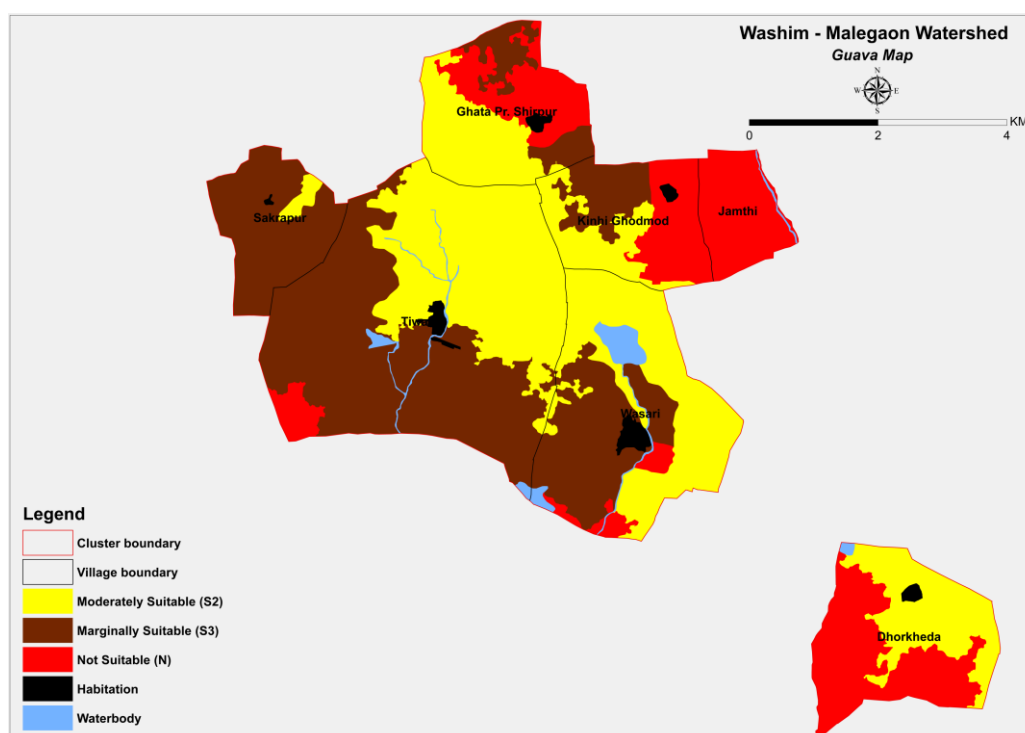 Washim - Malegaon Watershed
Guava Map
N
W E
S
KM
0 2 4
Ghata Pr. Shirpur
Sakrapur
Kinhi Ghodmod
Jamthi
Wasari
Dhorkheda
Legend
Cluster boundary
Village boundary
Moderately Suitable (S2)
Marginally Suitable (S3)
Not Suitable (N)
Habitation
Waterbody